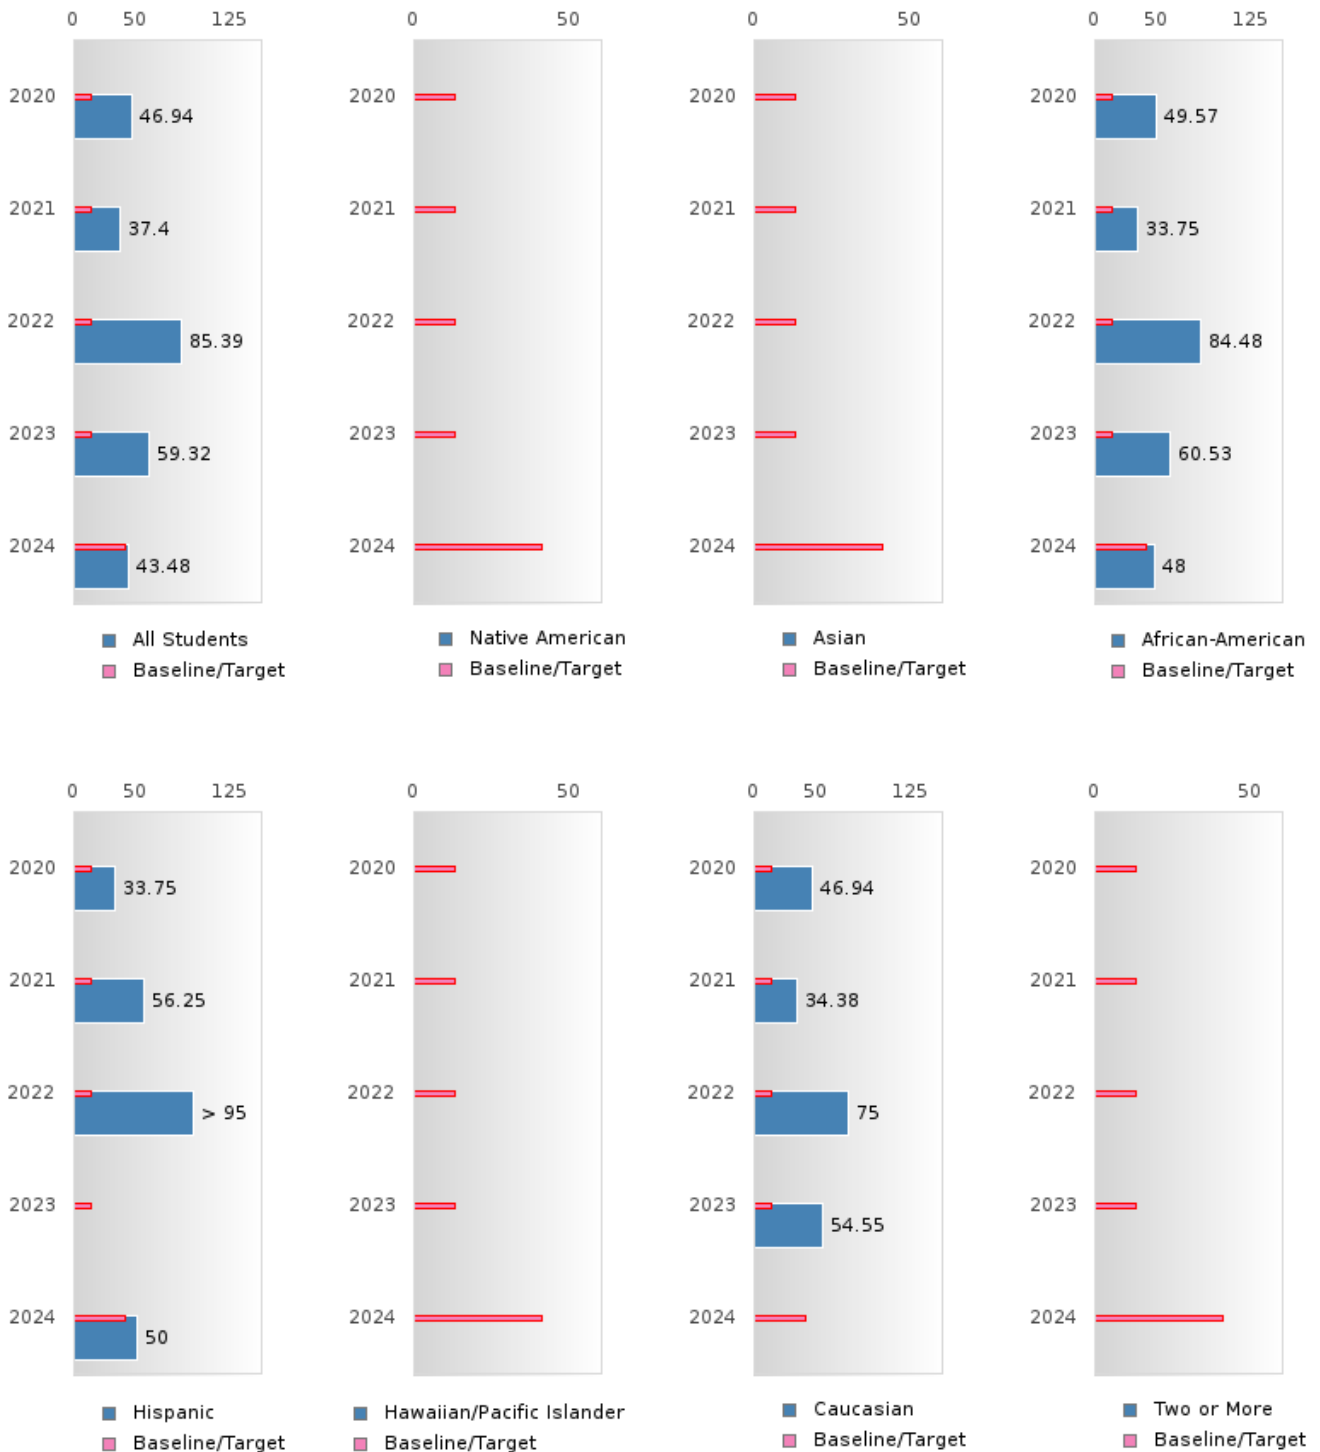 0 50 125
0 50
0 50
0 50 125
2020 46.94
2020
2020
2020 49.57
2021 37.4
2021
2021
2021 33.75
2022 85.39
2022
2022
2022 84.48
2023 59.32
2023
2023
2023 60.53
2024 43.48
2024
2024
2024 48
All Students
Baseline/Target
Native American
Baseline/Target
Asian
Baseline/Target
African-American
Baseline/Target
0 50 125
0 50
0 50 125
0 50
2020 33.75
2020
2020 46.94
2020
2021 56.25
2021
2021 34.38
2021
2022 > 95
2022
2022 75
2022
2023
2023
2023 54.55
2023
2024 50
2024
2024
2024
Hispanic
Baseline/Target
Hawaiian/Pacific Islander
Baseline/Target
Caucasian
Baseline/Target
Two or More
Baseline/Target